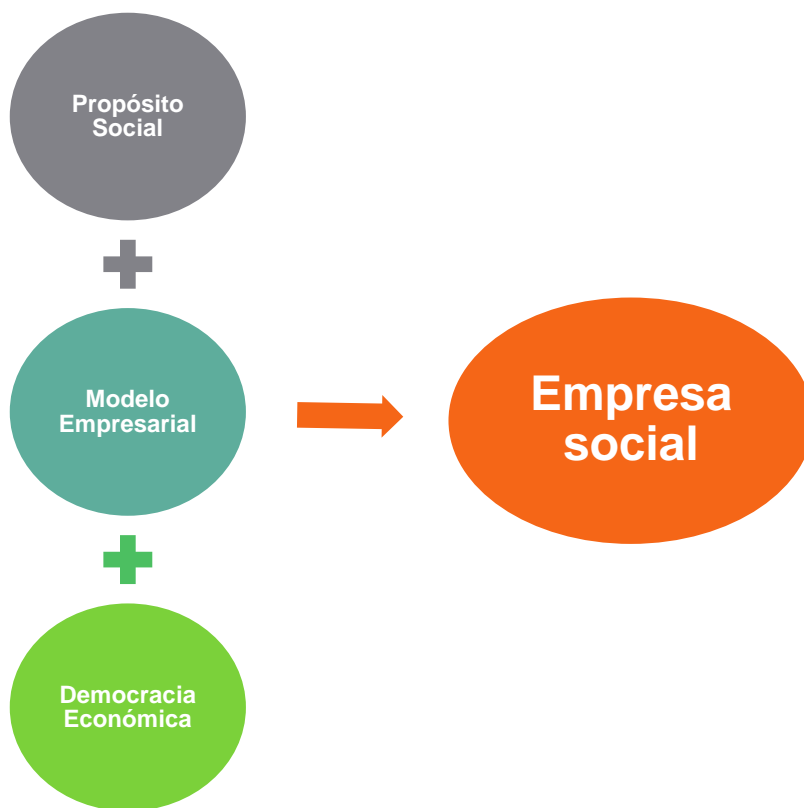 Propósito
Social
Modelo
Empresarial
Democracia
Económica
Empresa
social